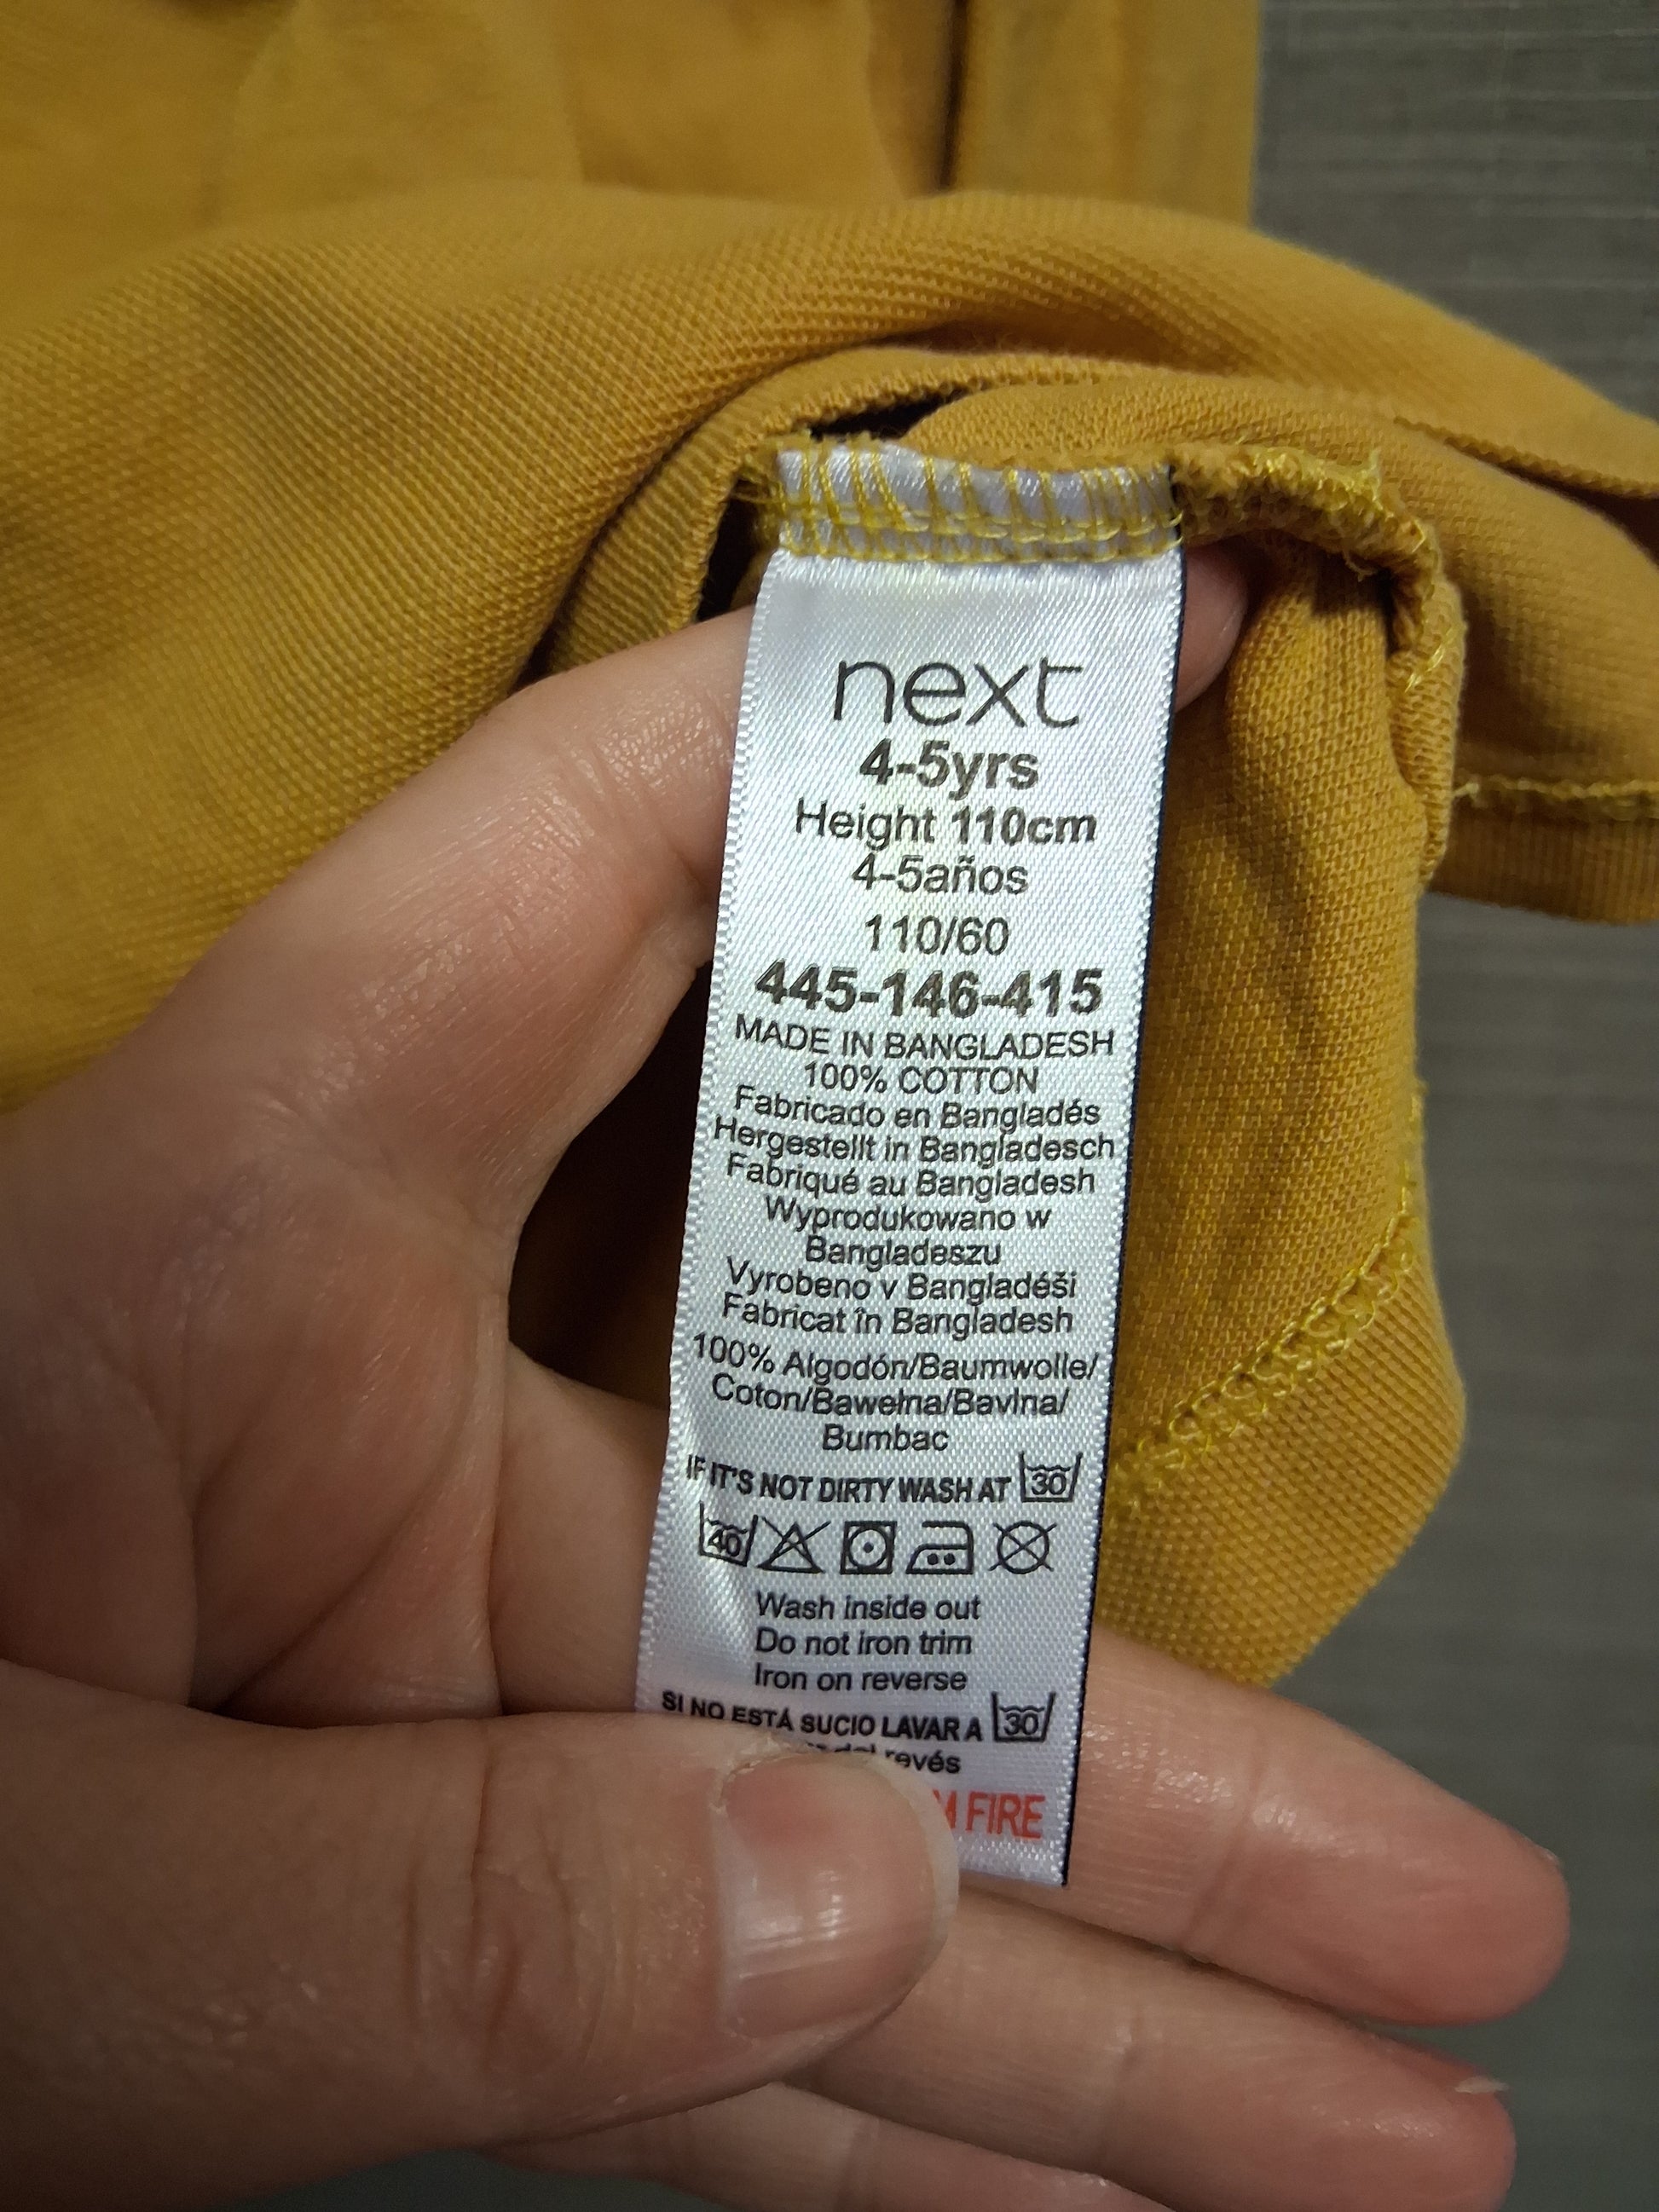 next
4-5yrs
Height 110cm
4-5años
110/60
445-146-415
MADE IN BANGLADESH
100% COTTON
Fabricado en Bangladés
Hergestellt in Bangladesch
Fabriqué au Bangladesh
Wyprodukowano w
Bangladeszu
Vyrobeno v Bangladéši
Fabricat în Bangladesh
100% Algodón/Baumwolle/
Coton/Bawełna/Bavlna/
Bumbac
IF IT'S NOT DIRTY WASH AT 30
40
Wash inside out
Do not iron trim
Iron on reverse
SI NO ESTÁ SUCIO LAVAR A 30
del revés
FIRE